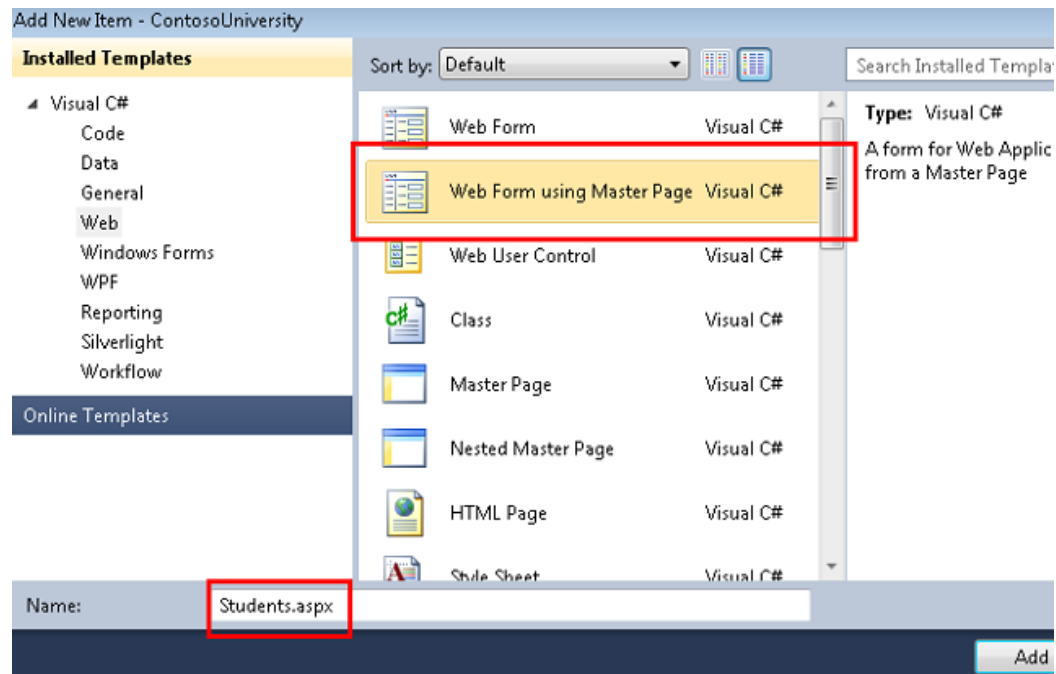 Add New Item - ContosoUniversity
Installed Templates
Sort by: Default
Search Installed Templa
Visual C#
Code
Data
General
Web
Windows Forms
WPF
Reporting
Silverlight
Workflow
Online Templates
Web Form Visual C#
Web Form using Master Page Visual C#
Web User Control Visual C#
Class Visual C#
Master Page Visual C#
Nested Master Page Visual C#
HTML Page Visual C#
Style Sheet Visual C#
Type: Visual C#
A form for Web Applic
from a Master Page
Name: Students.aspx
Add